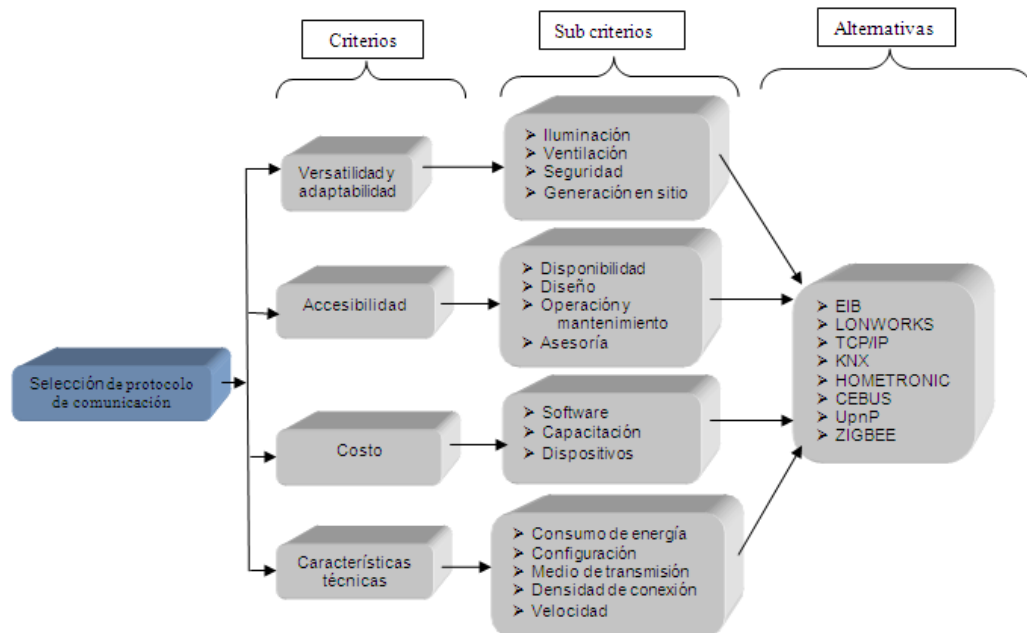 Criterios
Sub criterios
Alternativas
Versatilidad y
adaptabilidad
➢ Iluminación
➢ Ventilación
➢ Seguridad
➢ Generación en sitio
Accesibilidad
➢ Disponibilidad
➢ Diseño
➢ Operación y
mantenimiento
➢ Asesoría
Selección de protocolo
de comunicación
Costo
➢ Software
➢ Capacitación
➢ Dispositivos
Características
técnicas
➢ Consumo de energía
➢ Configuración
➢ Medio de transmisión
➢ Densidad de conexión
➢ Velocidad
➢ EIB
➢ LONWORKS
➢ TCP/IP
➢ KNX
➢ HOMETRONIC
➢ CEBUS
➢ UpnP
➢ ZIGBEE